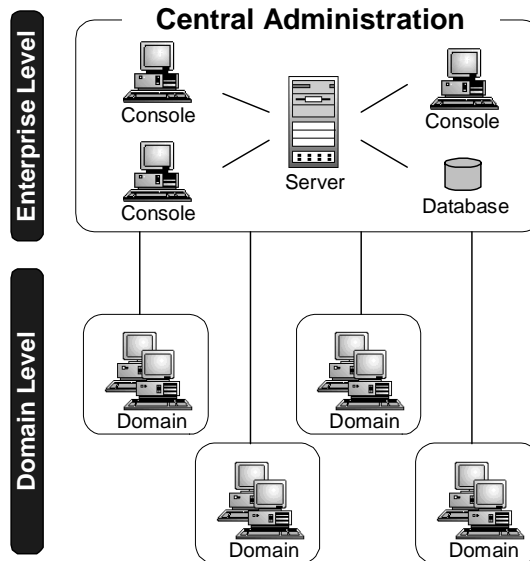 Central Administration
Enterprise Level
Console
Console
Server
Console
Database
Domain Level
Domain
Domain
Domain
Domain